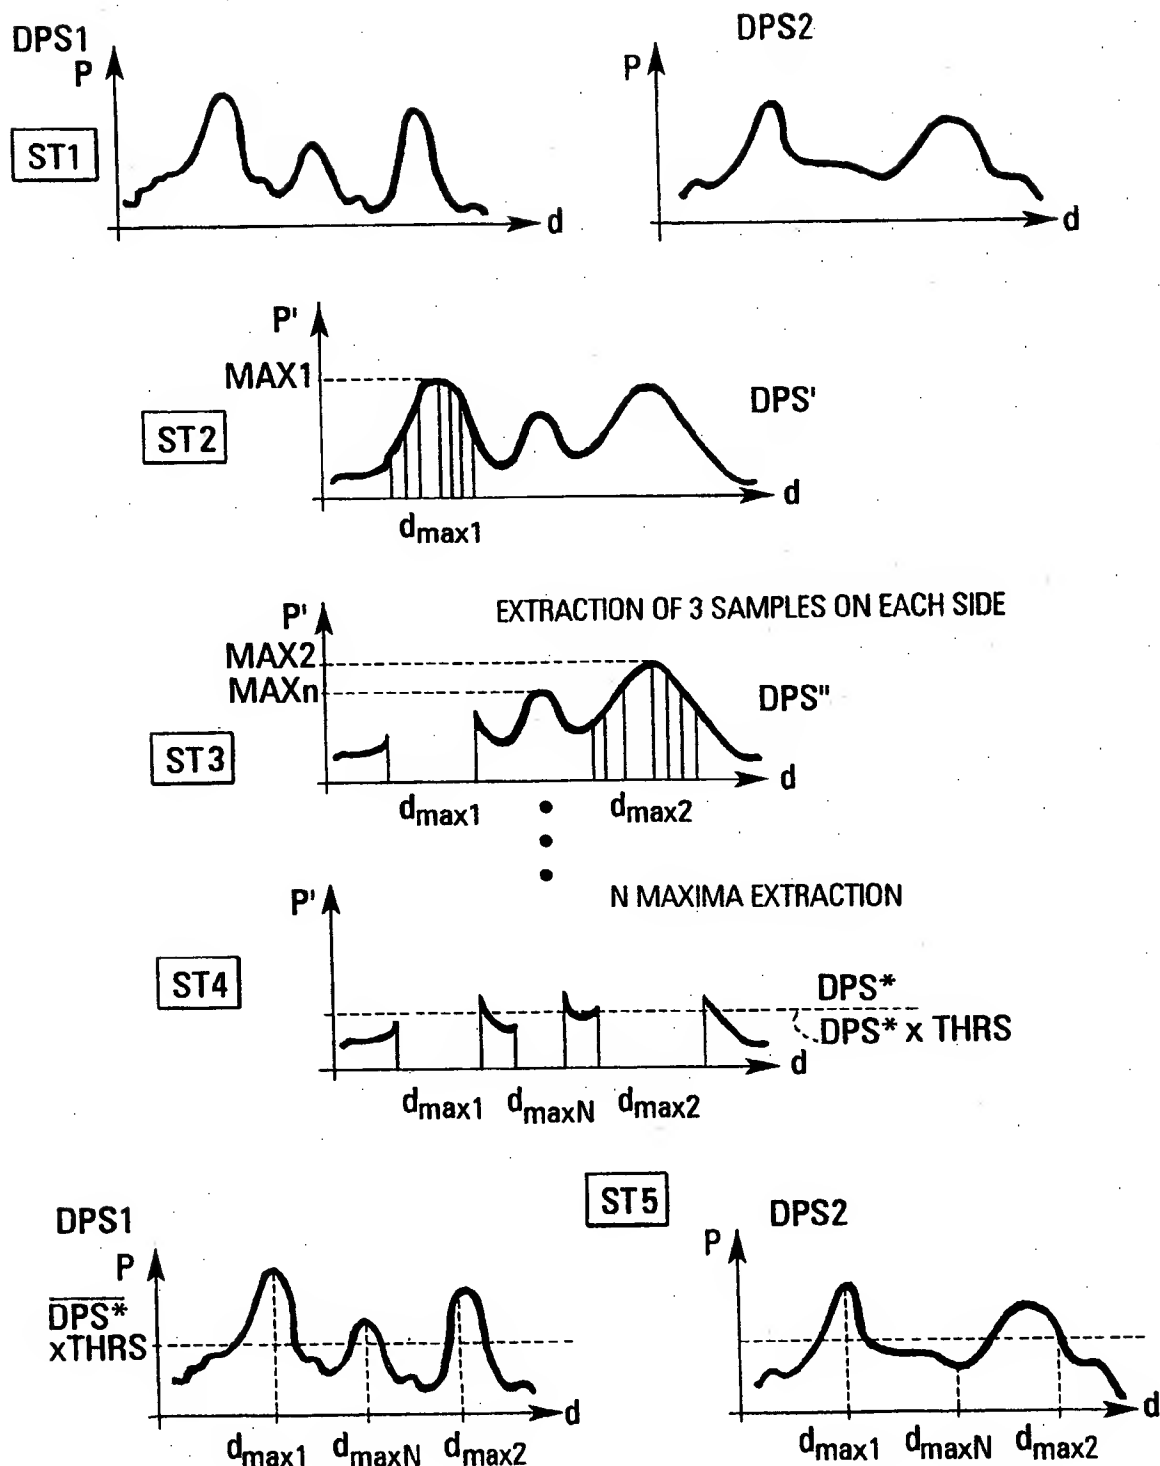 DPS1
P
ST1
d
DPS2
P
d
P'
MAX1
ST2
DPS'
d
dmax1
EXTRACTION OF 3 SAMPLES ON EACH SIDE
P'
MAX2
MAXn
DPS"
ST3
d
dmax1
dmax2
N MAXIMA EXTRACTION
P'
ST4
DPS*
DPS* x THRS
d
dmax1 dmaxN dmax2
ST5
DPS1
P
DPS*
xTHRS
d
dmax1 dmaxN dmax2
DPS2
P
d
dmax1 dmaxN dmax2